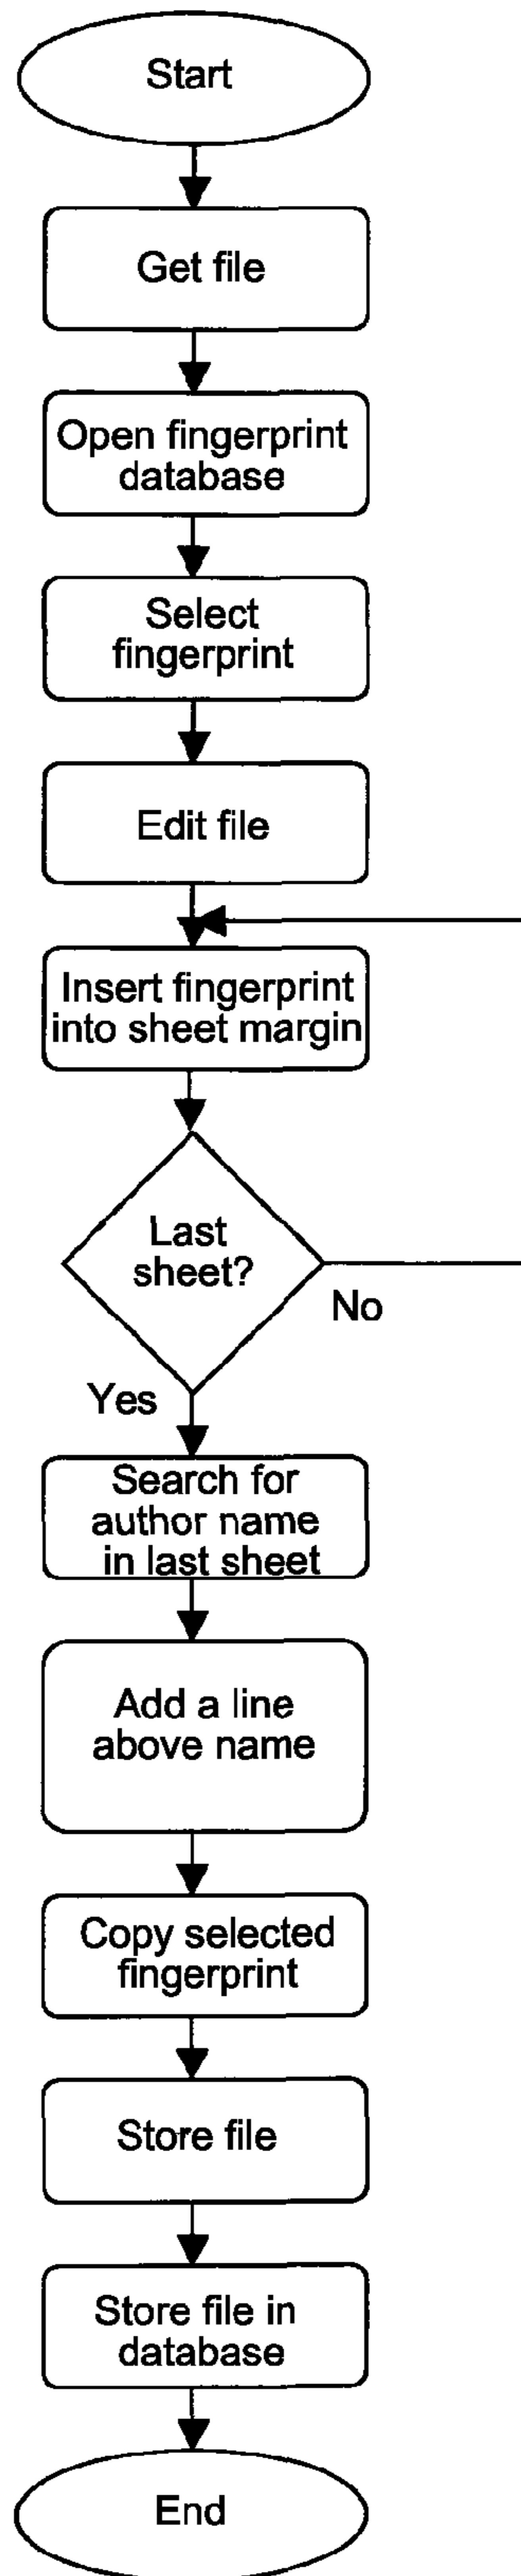 Start
Get file
Open fingerprint
database
Select
fingerprint
Edit file
Insert fingerprint
into sheet margin
Last
sheet?
No
Yes
Search for
author name
in last sheet
Add a line
above name
Copy selected
fingerprint
Store file
Store file in
database
End